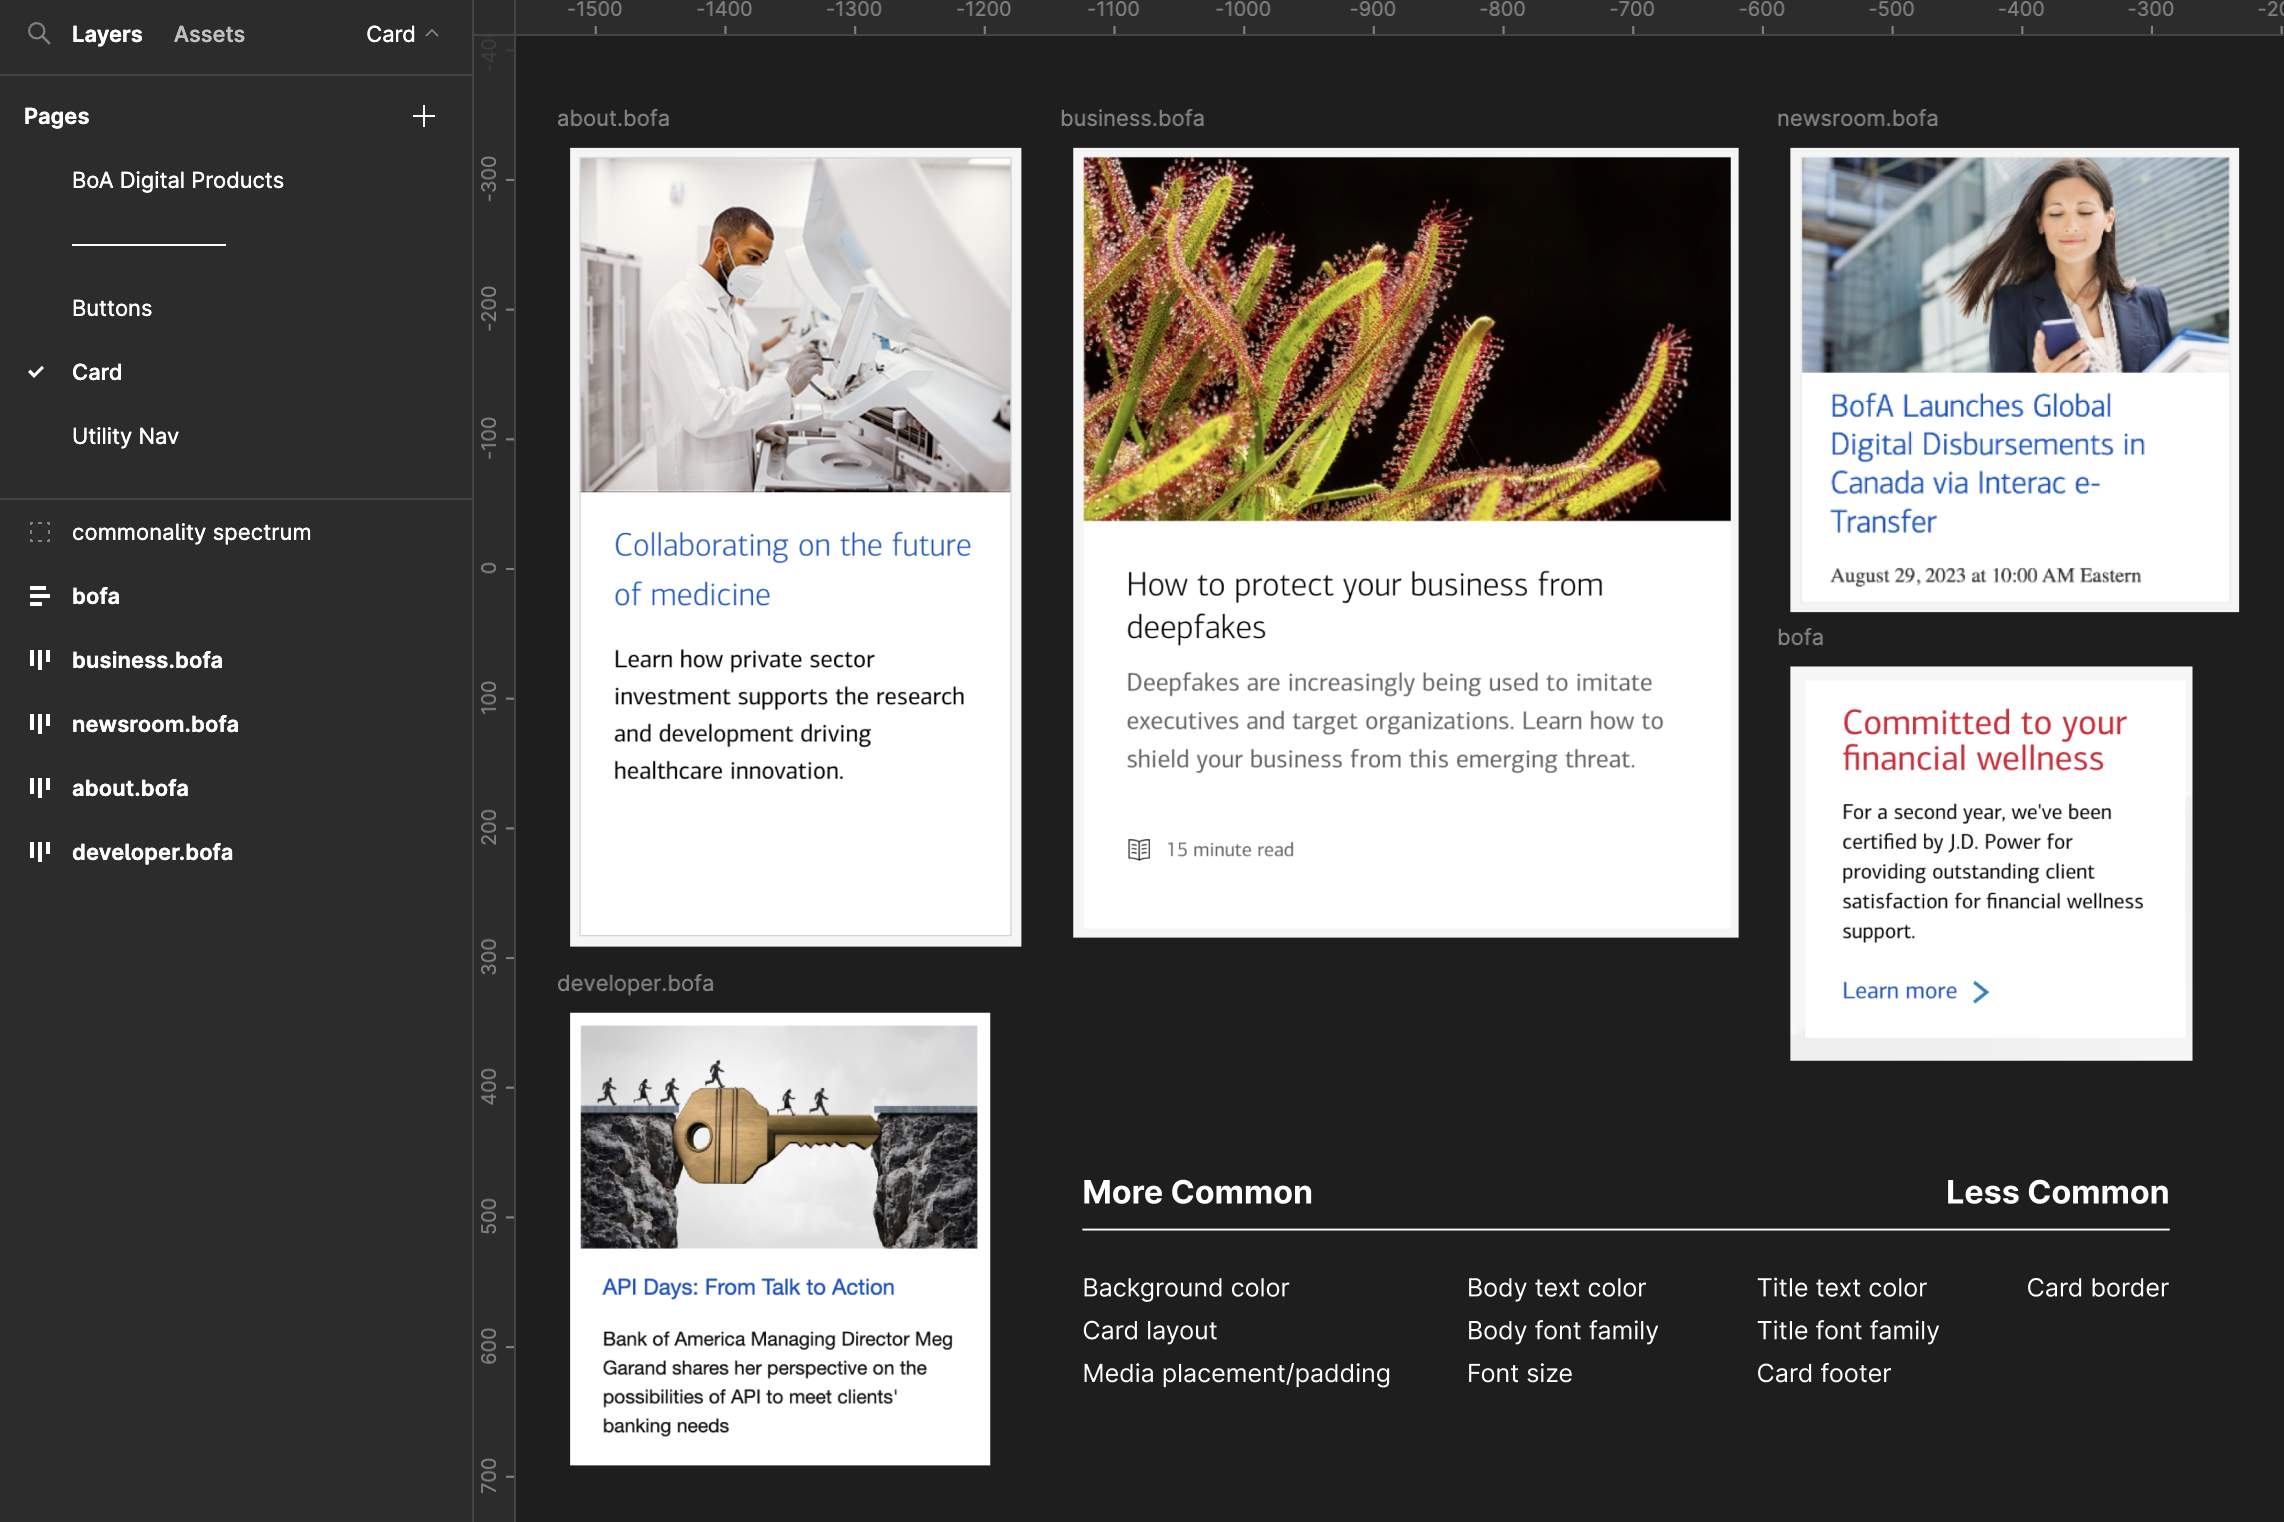 Layers Assets Card
Pages
BoA Digital Products
Buttons
Card
Utility Nav
commonality spectrum
bofa
business.bofa
newsroom.bofa
about.bofa
developer.bofa
-1500 -1400 -1300 -1200 -1100 -1000 -900 -800 -700 -600 -500 -400 -300
-300
-200
-100
0
100
200
300
400
500
600
700
about.bofa
Collaborating on the future
of medicine
Learn how private sector
investment supports the research
and development driving
healthcare innovation.
business.bofa
How to protect your business from
deepfakes
Deepfakes are increasingly being used to imitate
executives and target organizations. Learn how to
shield your business from this emerging threat.
15 minute read
newsroom.bofa
BofA Launches Global
Digital Disbursements in
Canada via Interac e-
Transfer
August 29, 2023 at 10:00 AM Eastern
bofa
Committed to your
financial wellness
For a second year, we've been
certified by J.D. Power for
providing outstanding client
satisfaction for financial wellness
support.
Learn more
developer.bofa
API Days: From Talk to Action
Bank of America Managing Director Meg
Garand shares her perspective on the
possibilities of API to meet clients'
banking needs
More Common Less Common
Background color Body text color Title text color Card border
Card layout Body font family Title font family
Media placement/padding Font size Card footer